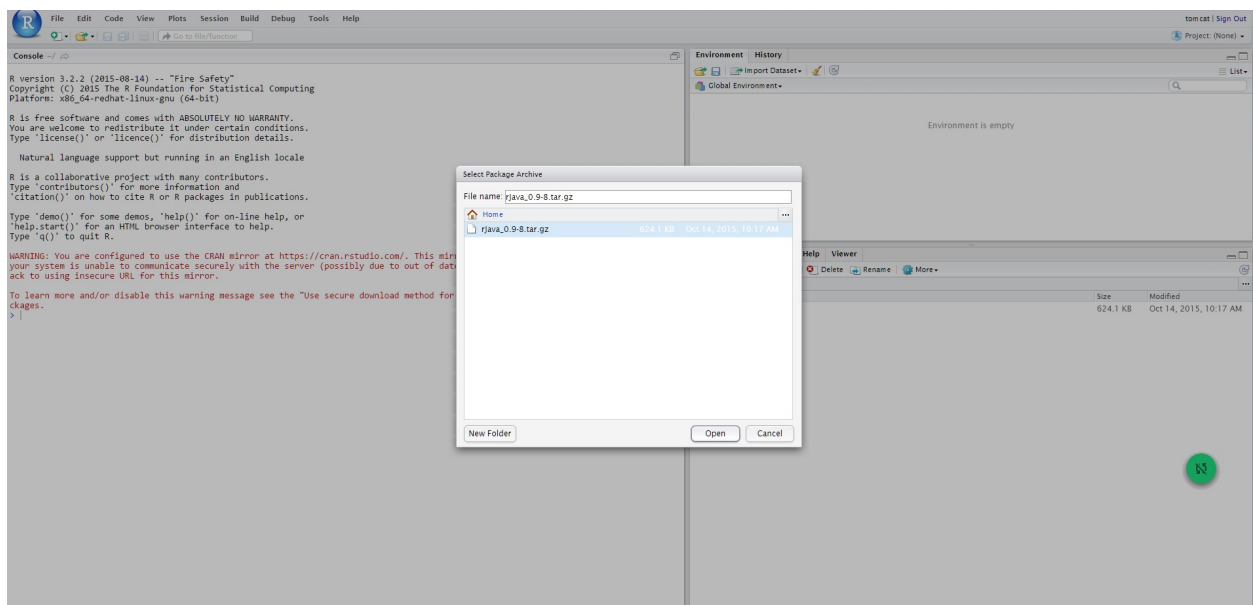 R
File Edit Code View Plots Session Build Debug Tools Help
tomcat | Sign Out
Go to file/function
Project: (None)
Console ~/
R version 3.2.2 (2015-08-14) -- "Fire Safety"
Copyright (C) 2015 The R Foundation for Statistical Computing
Platform: x86_64-redhat-linux-gnu (64-bit)
R is free software and comes with ABSOLUTELY NO WARRANTY.
You are welcome to redistribute it under certain conditions.
Type 'license()' or 'licence()' for distribution details.
Natural language support but running in an English locale
R is a collaborative project with many contributors.
Type 'contributors()' for more information and
'citation()' on how to cite R or R packages in publications.
Type 'demo()' for some demos, 'help()' for on-line help, or
'help.start()' for an HTML browser interface to help.
Type 'q()' to quit R.
WARNING: You are configured to use the CRAN mirror at https://cran.rstudio.com/. This mirr
your system is unable to communicate securely with the server (possibly due to out of date
ack to using insecure URL for this mirror.
To learn more and/or disable this warning message see the "Use secure download method for
ckages.
>
Select Package Archive
File name: rJava_0.9-8.tar.gz
Home
...
rJava_0.9-8.tar.gz 624.1 KB Oct 14, 2015, 10:17 AM
New Folder
Open
Cancel
Environment History
Import Dataset
List
Global Environment
Environment is empty
Help Viewer
Delete Rename More
...
Size Modified
624.1 KB Oct 14, 2015, 10:17 AM